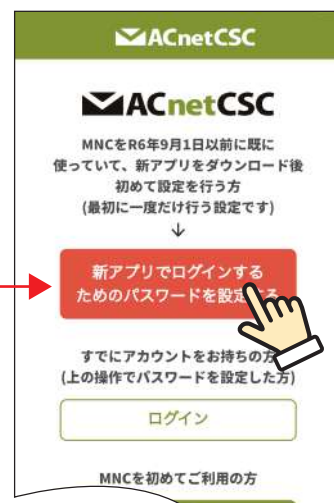 ACnetCSC
ACnetCSC
MNCをR6年9月1日以前に既に
使っていて、新アプリをダウンロード後
初めて設定を行う方
(最初に一度だけ行う設定です)
↓
新アプリでログインする
ためのパスワードを設定する
すでにアカウントをお持ちの方
(上の操作でパスワードを設定した方)
ログイン
MNCを初めてご利用の方